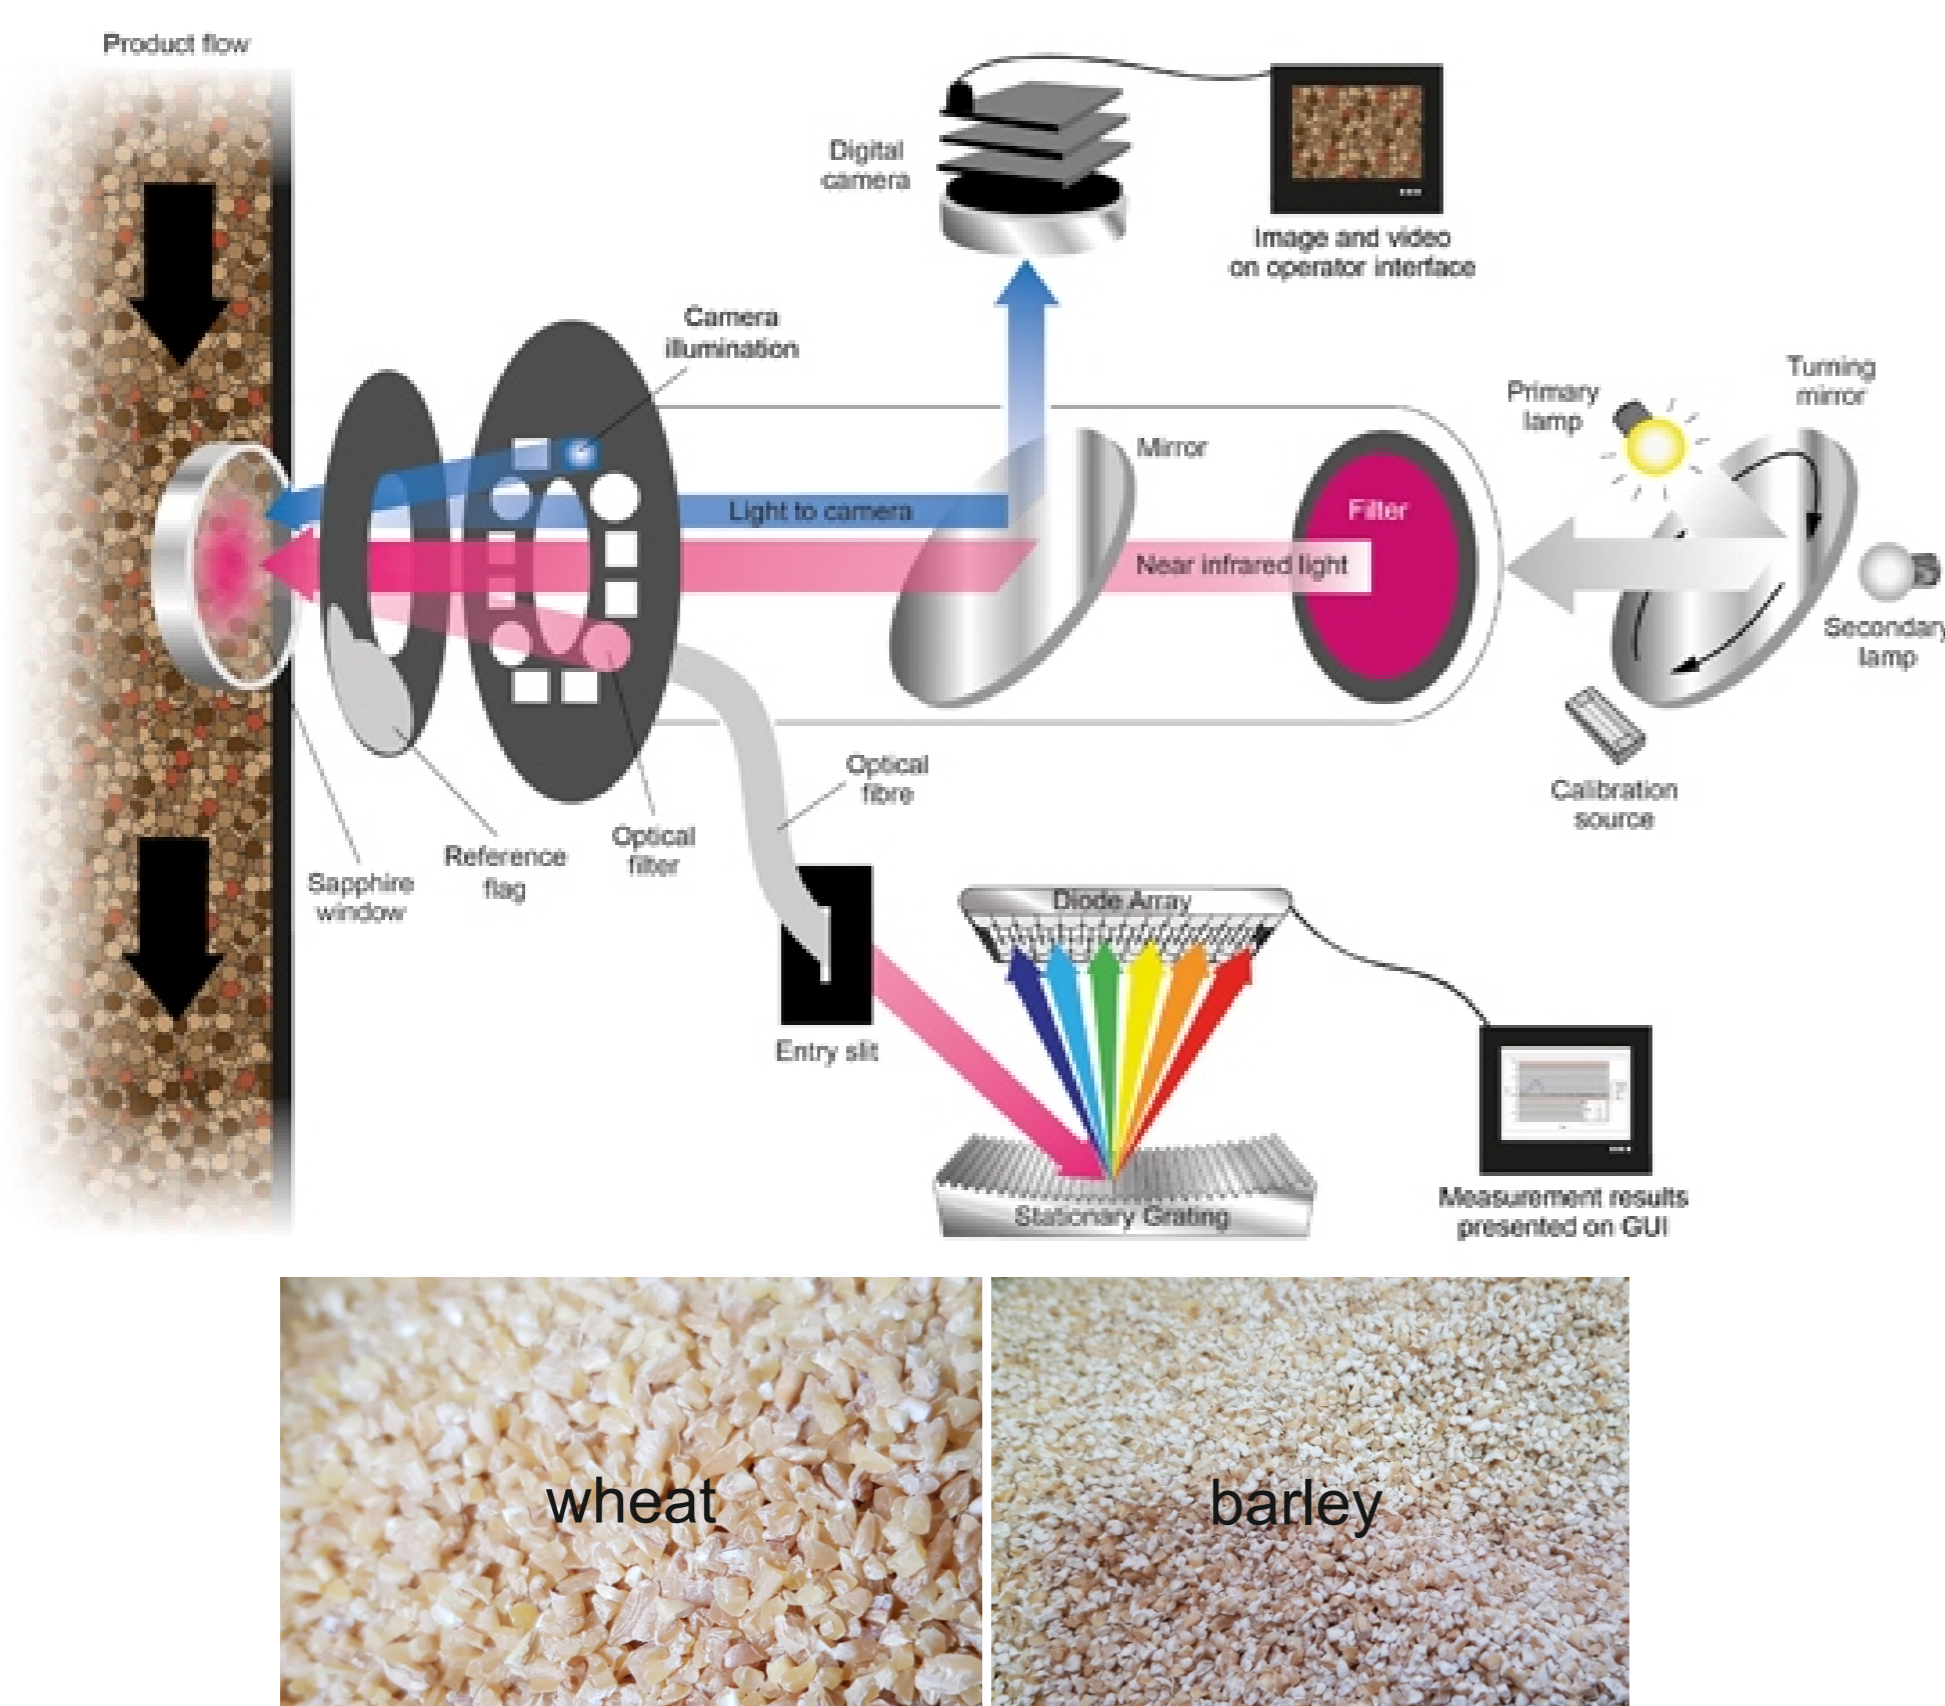 Product flow
Digital
camera
Image and video
on operator interface
Camera
illumination
Primary
lamp
Turning
mirror
Mirror
Light to camera
Filter
Near infrared light
Secondary
lamp
Calibration
source
Optical
fibre
Optical
filter
Reference
flag
Sapphire
window
Diode Array
Entry slit
Stationary Grating
Measurement results
presented on GUI
wheat
barley